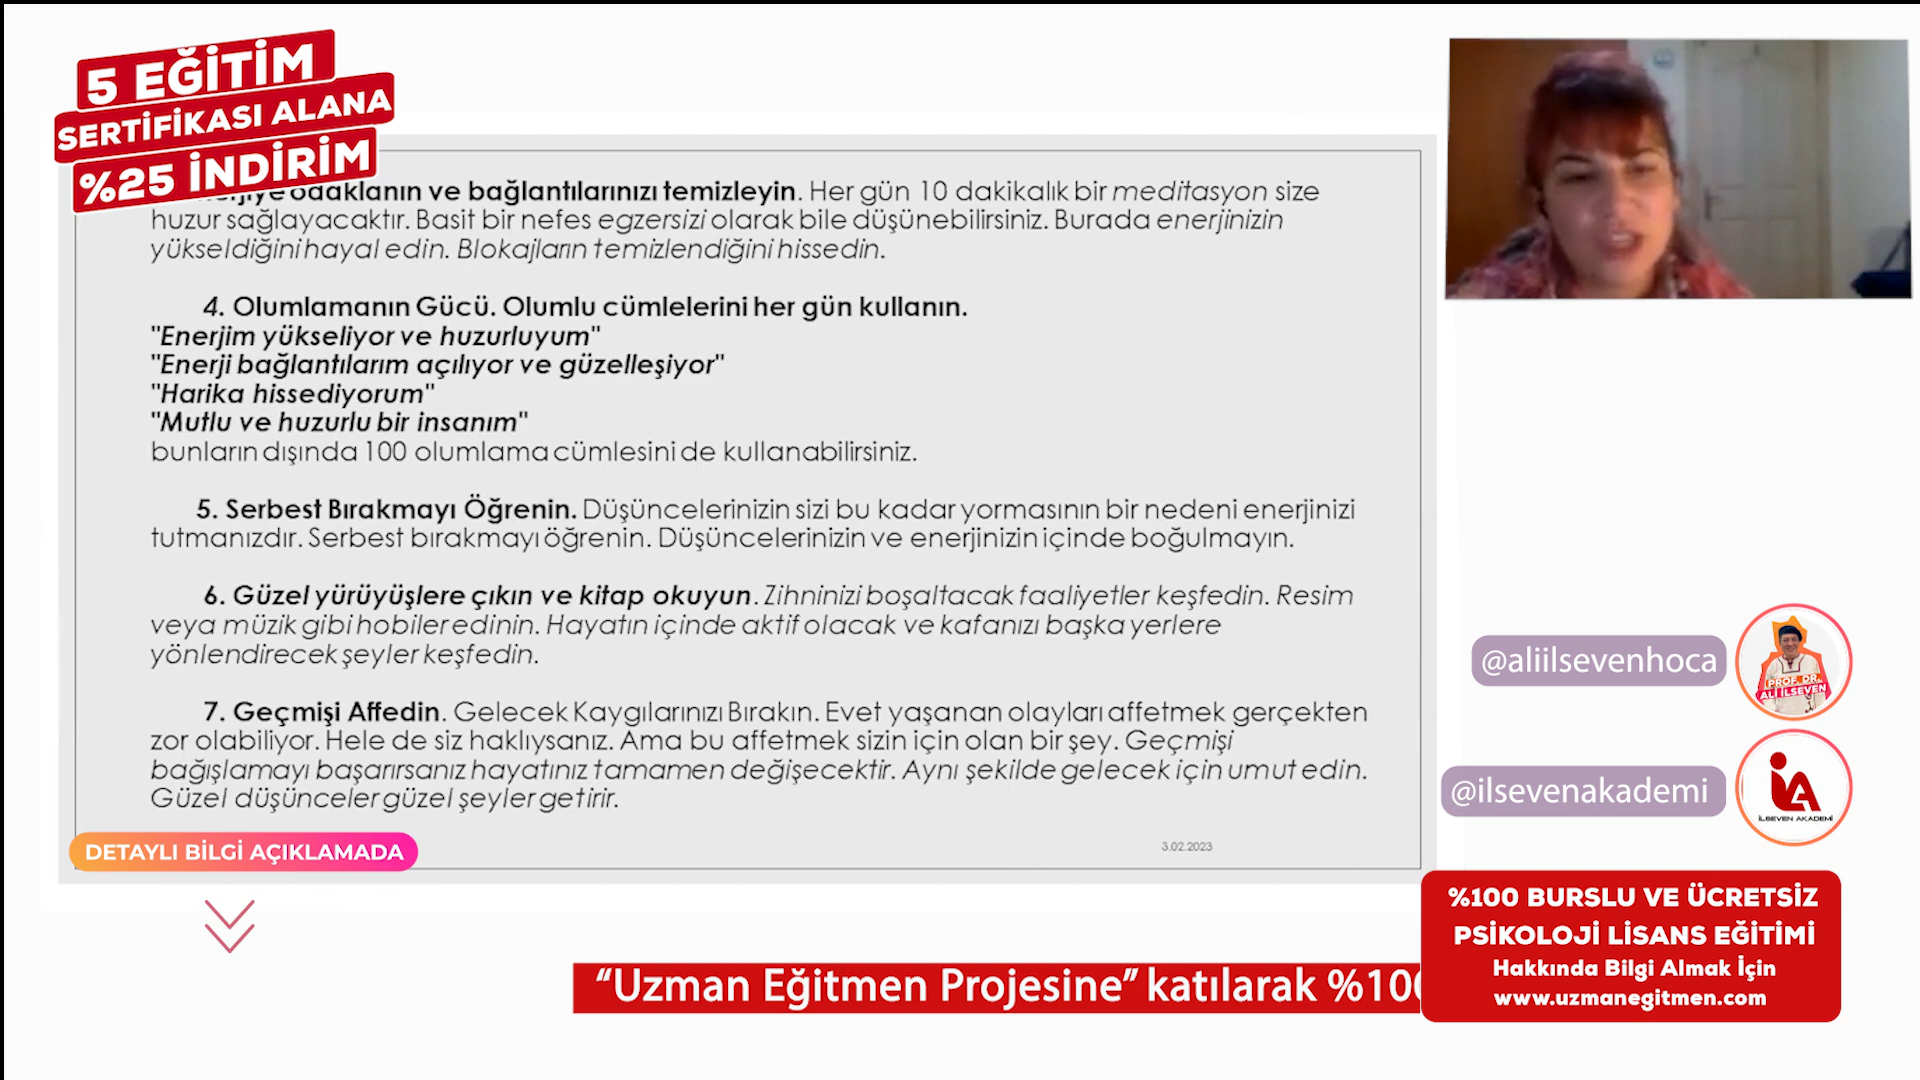 5 EĞİTİM
SERTİFİKASI ALANA
%25 İNDİRİM
odaklanın ve bağlantılarınızı temizleyin. Her gün 10 dakikalık bir meditasyon size
huzur sağlayacaktır. Basit bir nefes egzersizi olarak bile düşünebilirsiniz. Burada enerjinizin
yükseldiğini hayal edin. Blokajların temizlendiğini hissedin.
4. Olumlamanın Gücü. Olumlu cümlelerini her gün kullanın.
"Enerjim yükseliyor ve huzurluyum"
"Enerji bağlantılarım açılıyor ve güzelleşiyor"
"Harika hissediyorum"
"Mutlu ve huzurlu bir insanım"
bunların dışında 100 olumlama cümlesini de kullanabilirsiniz.
5. Serbest Bırakmayı Öğrenin. Düşüncelerinizin sizi bu kadar yormasının bir nedeni enerjinizi
tutmanızdır. Serbest bırakmayı öğrenin. Düşüncelerinizin ve enerjinizin içinde boğulmayın.
6. Güzel yürüyüşlere çıkın ve kitap okuyun. Zihninizi boşaltacak faaliyetler keşfedin. Resim
veya müzik gibi hobiler edinin. Hayatın içinde aktif olacak ve kafanızı başka yerlere
yönlendirecek şeyler keşfedin.
7. Geçmişi Affedin. Gelecek Kaygılarınızı Bırakın. Evet yaşanan olayları affetmek gerçekten
zor olabiliyor. Hele de siz haklıysanız. Ama bu affetmek sizin için olan bir şey. Geçmişi
bağışlamayı başarırsanız hayatınız tamamen değişecektir. Aynı şekilde gelecek için umut edin.
Güzel düşünceler güzel şeyler getirir.
3.02.2023
DETAYLI BİLGİ AÇIKLAMADA
@aliilsevenhoca
PROF. DR.
ALİ İLSEVEN
@ilsevenakademi
İLSEVEN AKADEMİ
%100 BURSLU VE ÜCRETSİZ
PSİKOLOJİ LİSANS EĞİTİMİ
Hakkında Bilgi Almak İçin
www.uzmanegitmen.com
“Uzman Eğitmen Projesine” katılarak %100